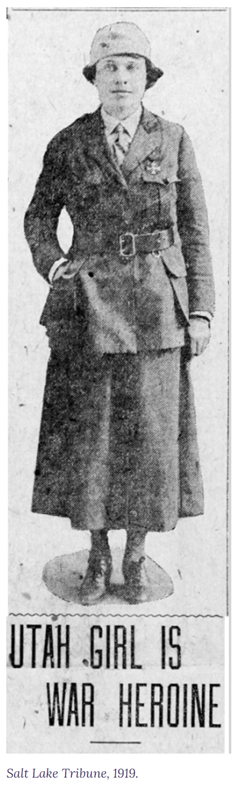 UTAH GIRL IS
WAR HEROINE
Salt Lake Tribune, 1919.